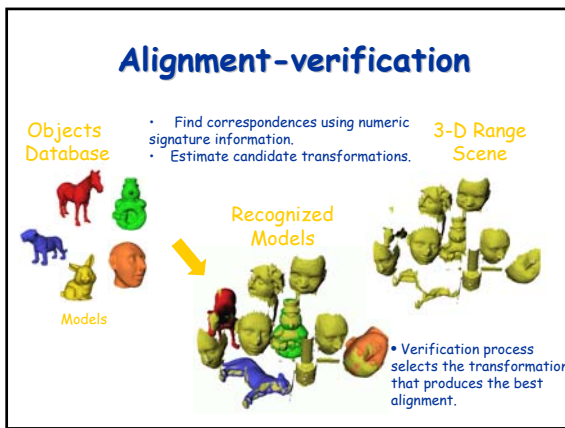 Alignment-verification
Objects
Database
• Find correspondences using numeric
signature information.
• Estimate candidate transformations.
3-D Range
Scene
Recognized
Models
Models
• Verification process
selects the transformation
that produces the best
alignment.